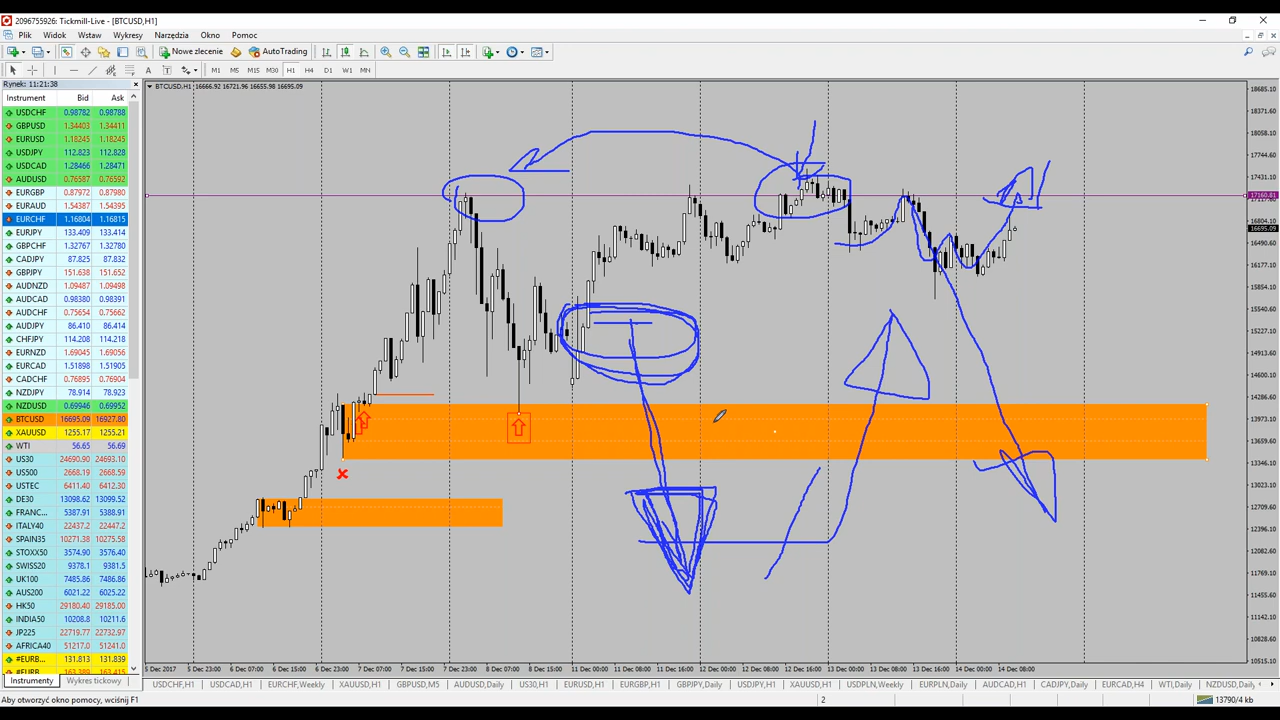 2096755926: Tickmill-Live - [BTCUSD,H1]
Plik Widok Wstaw Wykresy Narzędzia Okno Pomoc
Nowe zlecenie AutoTrading
A T M1 M5 M15 M30 H1 H4 D1 W1 MN
Rynek: 11:21:38
Instrument Bid Ask
USDCHF 0.98782 0.98788
GBPUSD 1.34403 1.34411
EURUSD 1.18245 1.18245
USDJPY 112.823 112.828
USDCAD 1.28466 1.28471
AUDUSD 0.76587 0.76592
EURGBP 0.87972 0.87980
EURAUD 1.54387 1.54395
EURCHF 1.16804 1.16815
EURJPY 133.409 133.414
GBPCHF 1.32767 1.32780
CADJPY 87.825 87.832
GBPJPY 151.638 151.652
AUDNZD 1.09487 1.09498
AUDCAD 0.98380 0.98391
AUDCHF 0.75654 0.75662
AUDJPY 86.410 86.414
CHFJPY 114.208 114.218
EURNZD 1.69045 1.69056
EURCAD 1.51898 1.51905
CADCHF 0.76895 0.76904
NZDJPY 78.914 78.923
NZDUSD 0.69946 0.69952
BTCUSD 16695.09 16927.80
XAUUSD 1255.17 1255.21
WTI 56.65 56.69
US30 24690.90 24693.10
US500 2668.19 2668.59
USTEC 6411.40 6412.30
DE30 13098.62 13099.52
FRANC... 5387.91 5388.91
ITALY40 22437.2 22447.2
SPAIN35 10271.38 10275.58
STOXX50 3574.90 3576.40
SWISS20 9378.1 9381.5
UK100 7485.86 7486.86
AUS200 6021.22 6025.22
HK50 29180.40 29185.00
INDIA50 10208.8 10211.6
JP225 22719.77 22732.97
AFRICA40 51217.0 51241.0
#EURB... 131.813 131.839
Instrumenty Wykres tickowy
BTCUSD,H1 16666.92 16721.96 16655.98 16695.09
18685.10
18371.60
18058.10
17744.60
17431.10
17160.81
16804.10
16695.09
16490.60
16177.10
15863.60
15540.60
15227.10
14913.60
14600.10
14286.60
13973.10
13659.60
13346.10
13023.10
12709.60
12396.10
12082.60
11769.10
11455.60
11142.10
10828.60
10515.10
5 Dec 2017 5 Dec 23:00 6 Dec 07:00 6 Dec 15:00 6 Dec 23:00 7 Dec 07:00 7 Dec 15:00 7 Dec 23:00 8 Dec 07:00 8 Dec 15:00 11 Dec 00:00 11 Dec 08:00 11 Dec 16:00 12 Dec 00:00 12 Dec 08:00 12 Dec 16:00 13 Dec 00:00 13 Dec 08:00 13 Dec 16:00 14 Dec 00:00 14 Dec 08:00
USDCHF,H1 USDCAD,H1 EURCHF,Weekly XAUUSD,H1 GBPUSD,M5 AUDUSD,Daily US30,H1 EURUSD,H1 EURGBP,H1 GBPJPY,Daily USDJPY,H1 XAUUSD,H1 USDPLN,Weekly EURPLN,Daily AUDCAD,H1 CADJPY,Daily EURCAD,H4 WTI,Daily NZDUSD,Daily
Aby otworzyć okno pomocy, wciśnij F1 2 13790/4 kb